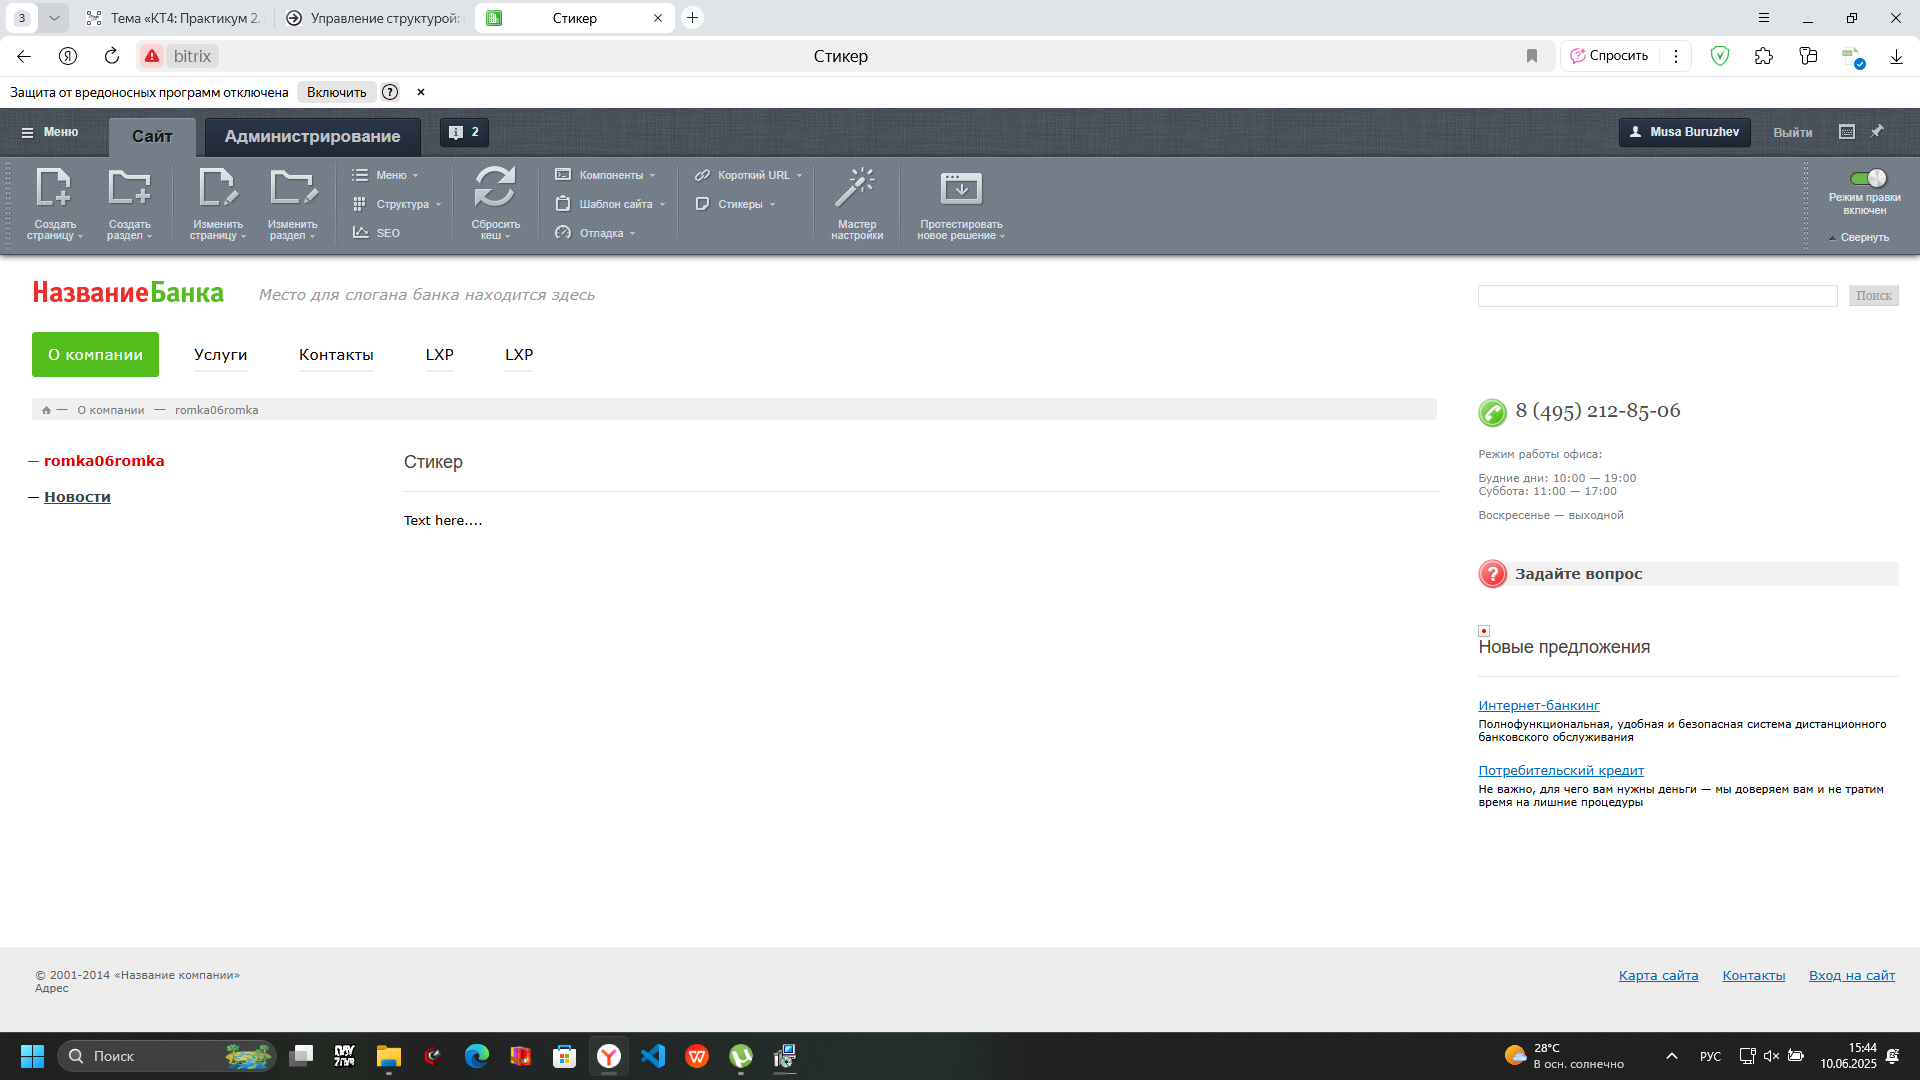 3
Тема «КТ4: Практикум 2.
Управление структурой:
Стикер
bitrix
Стикер
Спросить
Защита от вредоносных программ отключена
Включить
Меню
Сайт
Администрирование
2
Musa Buruzhev
Выйти
Создать страницу
Создать раздел
Изменить страницу
Изменить раздел
Меню
Структура
SEO
Сбросить кеш
Компоненты
Шаблон сайта
Отладка
Короткий URL
Стикеры
Мастер настройки
Протестировать новое решение
Режим правки включен
Свернуть
НазваниеБанка
Место для слогана банка находится здесь
Поиск
О компании
Услуги
Контакты
LXP
LXP
— О компании — romka06romka
8 (495) 212-85-06
— romka06romka
— Новости
Стикер
Text here....
Режим работы офиса:
Будние дни: 10:00 — 19:00
Суббота: 11:00 — 17:00
Воскресенье — выходной
Задайте вопрос
Новые предложения
Интернет-банкинг
Полнофункциональная, удобная и безопасная система дистанционного
банковского обслуживания
Потребительский кредит
Не важно, для чего вам нужны деньги — мы доверяем вам и не тратим
время на лишние процедуры
© 2001-2014 «Название компании»
Адрес
Карта сайта
Контакты
Вход на сайт
Поиск
28°C
В осн. солнечно
РУС
15:44
10.06.2025